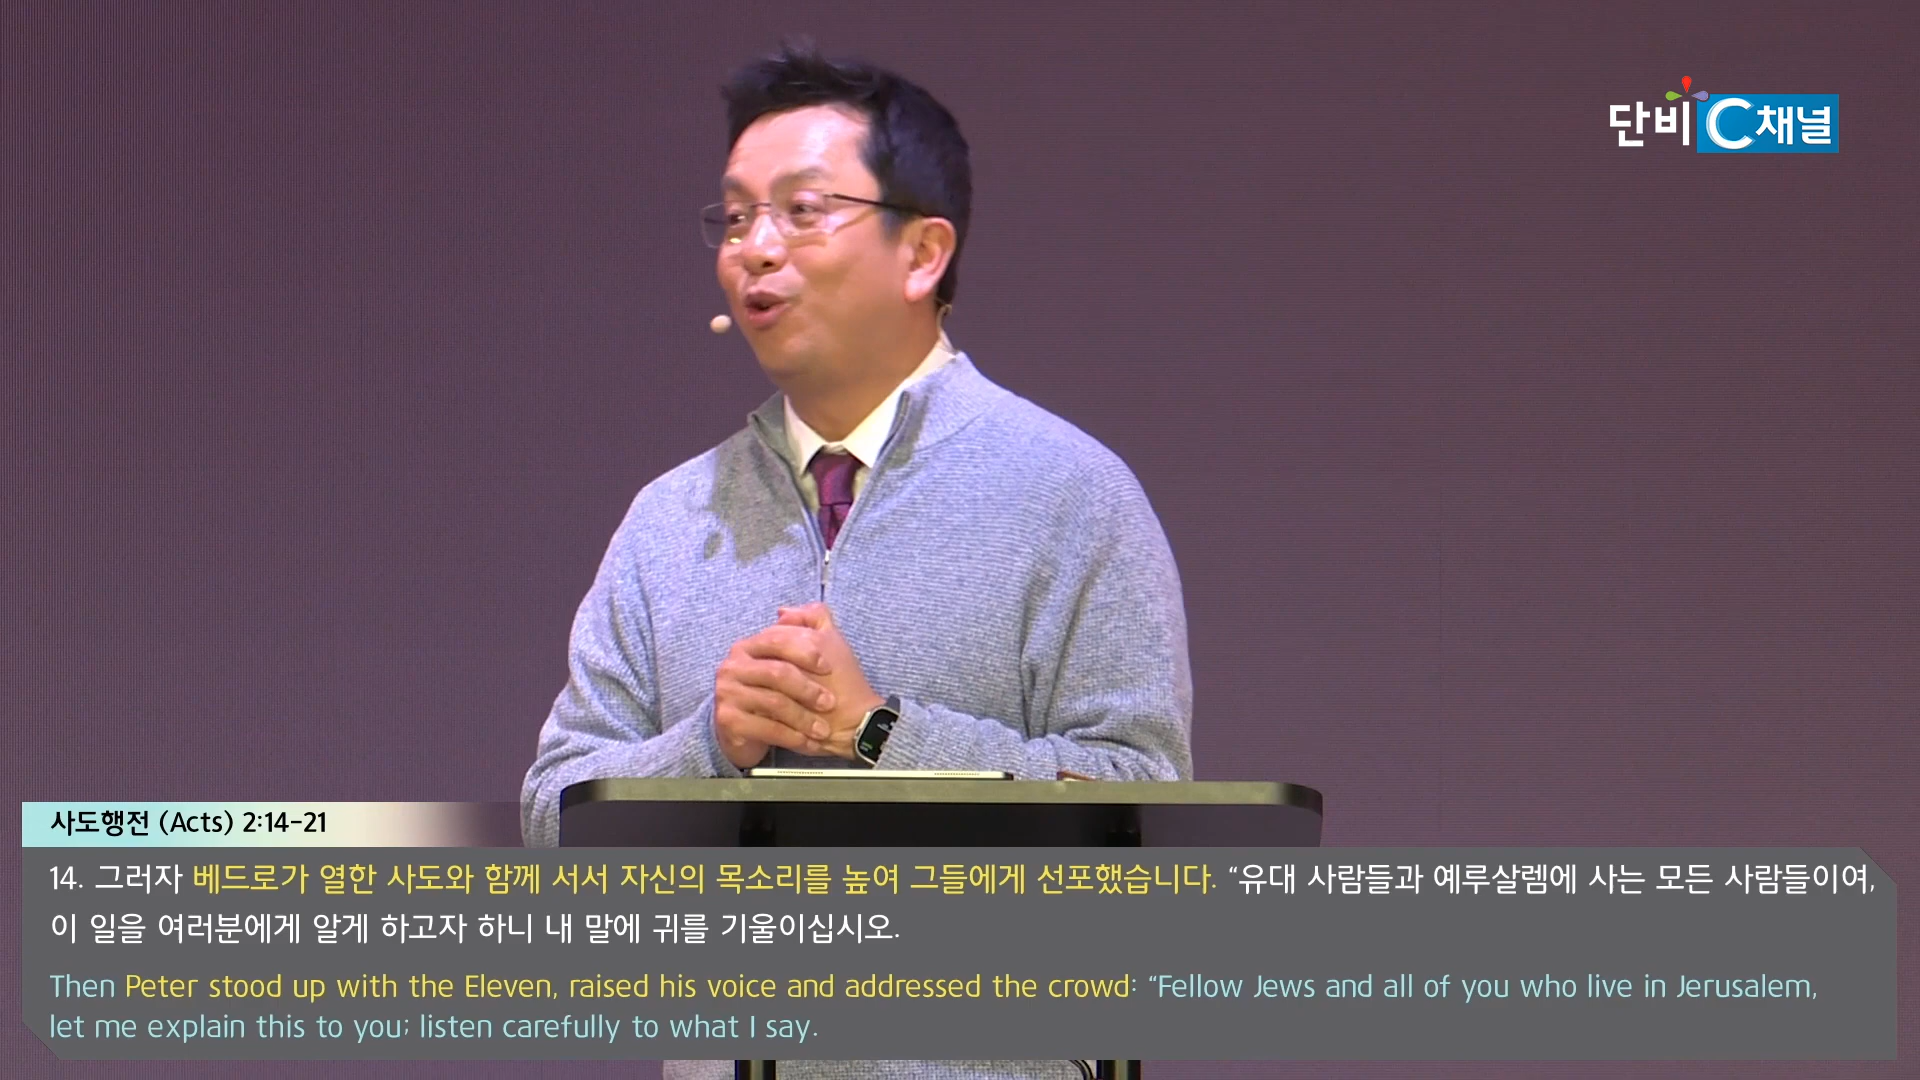 단비 C채널
사도행전 (Acts) 2:14-21
14. 그러자 베드로가 열한 사도와 함께 서서 자신의 목소리를 높여 그들에게 선포했습니다. “유대 사람들과 예루살렘에 사는 모든 사람들이여,
이 일을 여러분에게 알게 하고자 하니 내 말에 귀를 기울이십시오.
Then Peter stood up with the Eleven, raised his voice and addressed the crowd: “Fellow Jews and all of you who live in Jerusalem,
let me explain this to you; listen carefully to what I say.